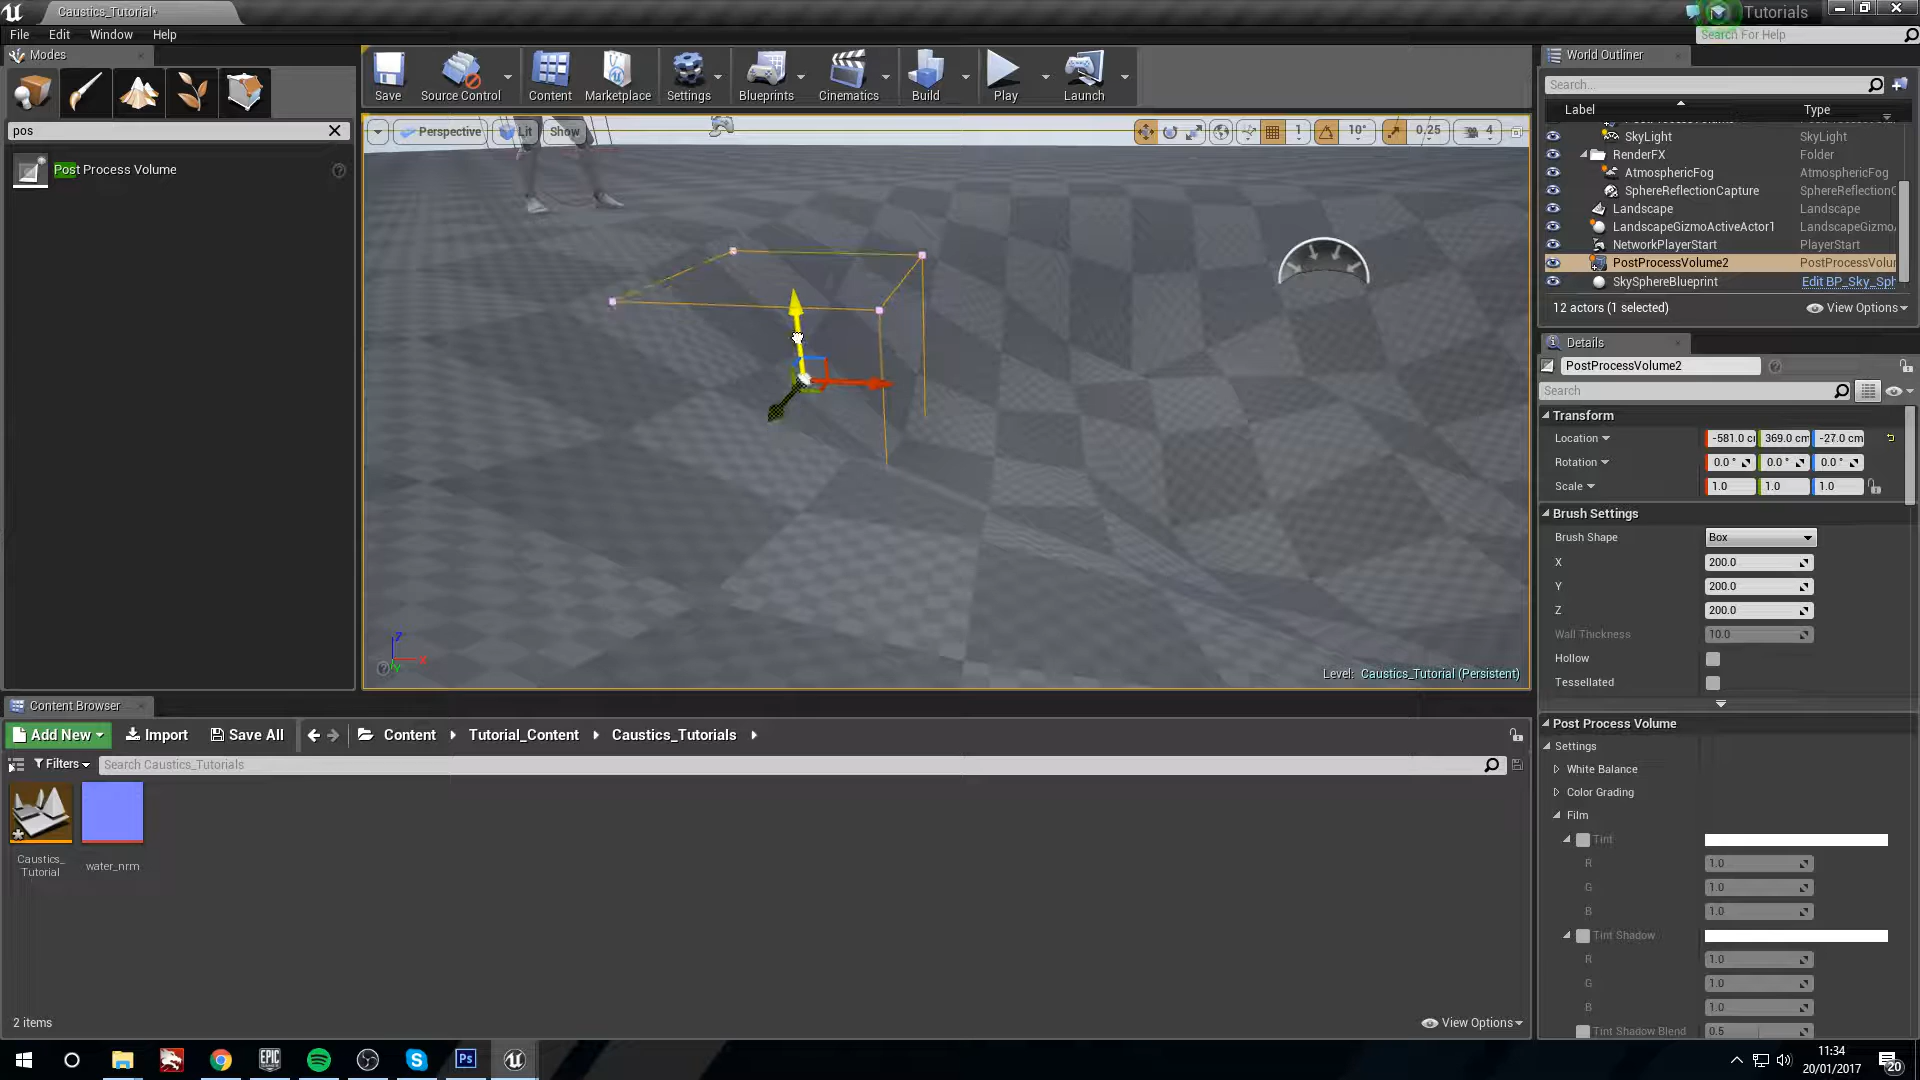 Caustics_Tutorial*
Tutorials
File Edit Window Help
Search For Help
Modes
pos
Post Process Volume
Save
Source Control
Content
Marketplace
Settings
Blueprints
Cinematics
Build
Play
Launch
Perspective
Lit
Show
1
10°
0.25
4
Level: Caustics_Tutorial (Persistent)
World Outliner
Search...
Label Type
SkyLight SkyLight
RenderFX Folder
AtmosphericFog AtmosphericFog
SphereReflectionCapture SphereReflectionC
Landscape Landscape
LandscapeGizmoActiveActor1 LandscapeGizmo
NetworkPlayerStart PlayerStart
PostProcessVolume2 PostProcessVolu
SkySphereBlueprint Edit BP_Sky_Sph
12 actors (1 selected) View Options
Details
PostProcessVolume2
Search
Transform
Location -581.0 c 369.0 cm -27.0 cm
Rotation 0.0 ° 0.0 ° 0.0 °
Scale 1.0 1.0 1.0
Brush Settings
Brush Shape Box
X 200.0
Y 200.0
Z 200.0
Wall Thickness 10.0
Hollow
Tessellated
Post Process Volume
Settings
White Balance
Color Grading
Film
Tint
R 1.0
G 1.0
B 1.0
Tint Shadow
R 1.0
G 1.0
B 1.0
Tint Shadow Blend 0.5
Content Browser
Add New Import Save All Content Tutorial_Content Caustics_Tutorials
Filters Search Caustics_Tutorials
Caustics_
Tutorial
water_nrm
2 items
View Options
Z
X
Y
EPIC
GAMES
Ps
11:34
20/01/2017
20